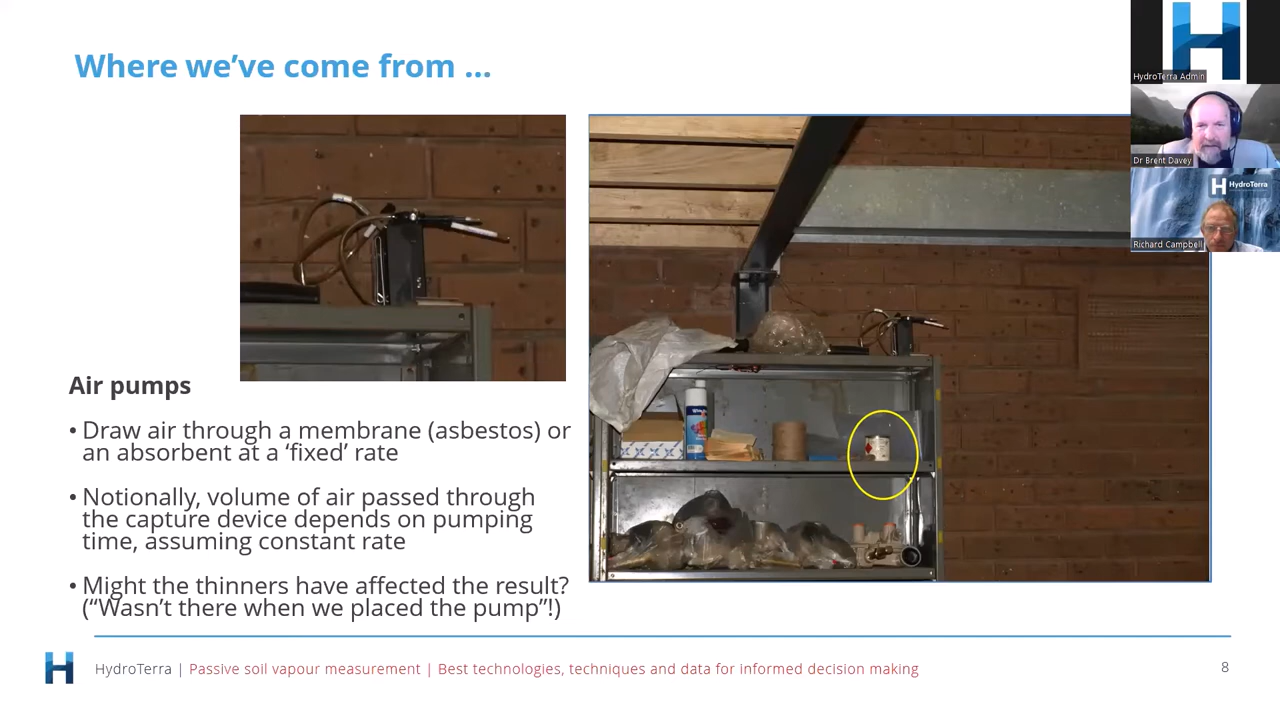 Where we've come from ...
HydroTerra Admin
Dr Brent Davey
HydroTerra
Richard Campbell
Air pumps
• Draw air through a membrane (asbestos) or
an absorbent at a ‘fixed’ rate
• Notionally, volume of air passed through
the capture device depends on pumping
time, assuming constant rate
• Might the thinners have affected the result?
(“Wasn’t there when we placed the pump”!)
HydroTerra | Passive soil vapour measurement | Best technologies, techniques and data for informed decision making
8